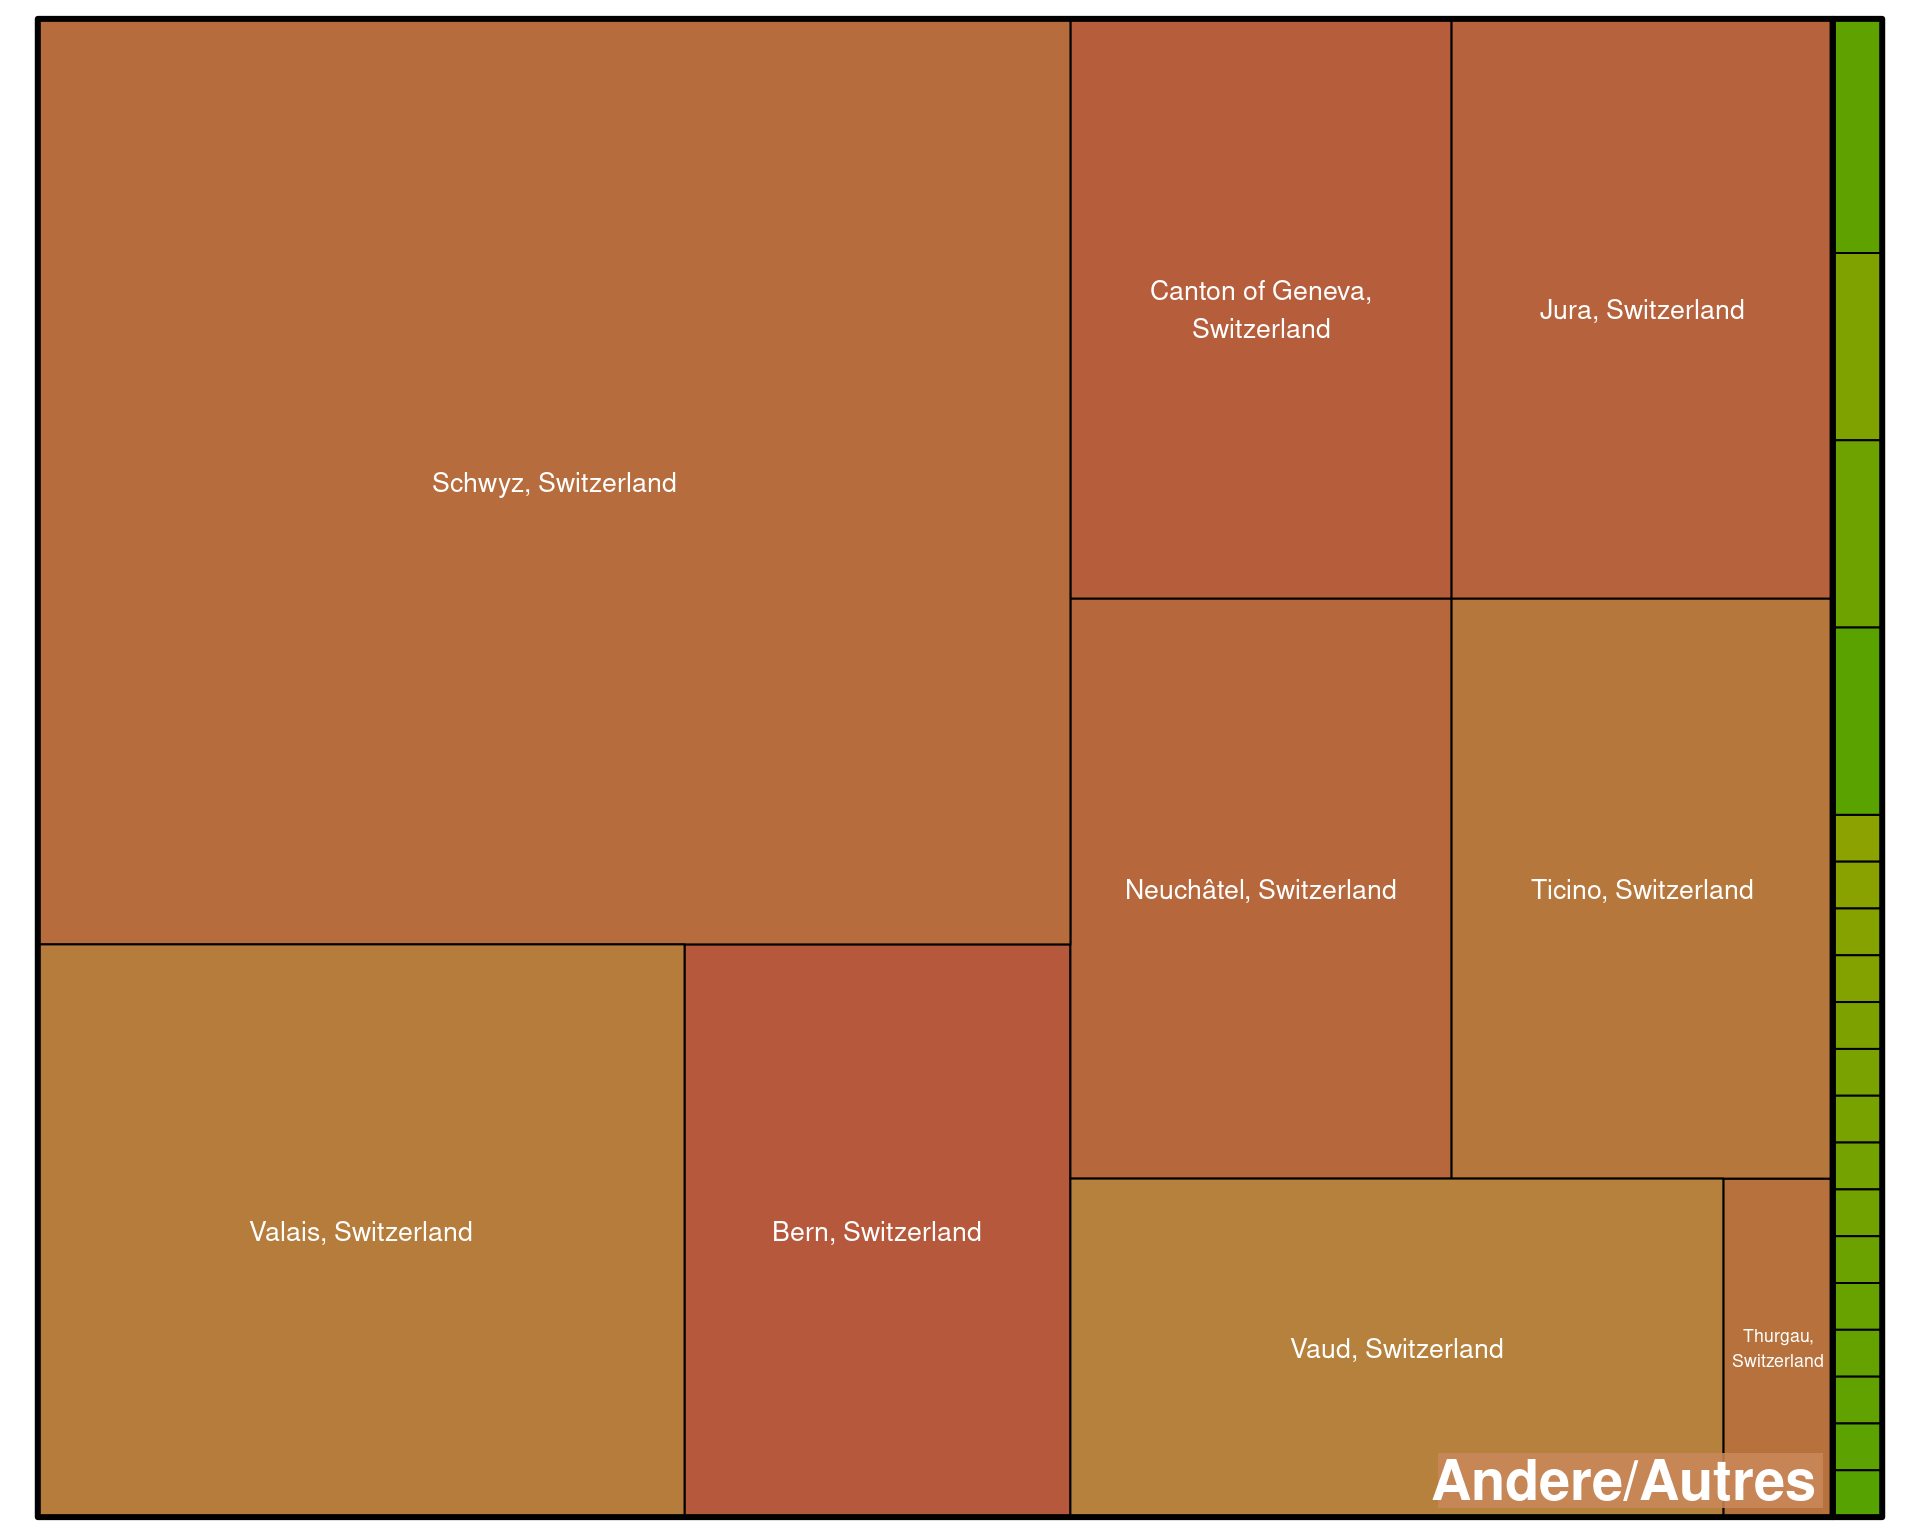 Schwyz, Switzerland
Canton of Geneva,
Switzerland
Jura, Switzerland
Neuchâtel, Switzerland
Ticino, Switzerland
Valais, Switzerland
Bern, Switzerland
Vaud, Switzerland
Thurgau,
Switzerland
Andere/Autres